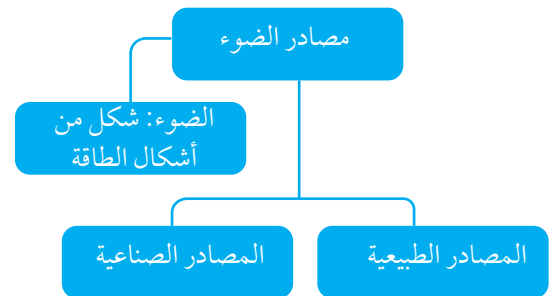 مصادر الضوء
الضوء: شكل من
أشكال الطاقة
المصادر الطبيعية
المصادر الصناعية